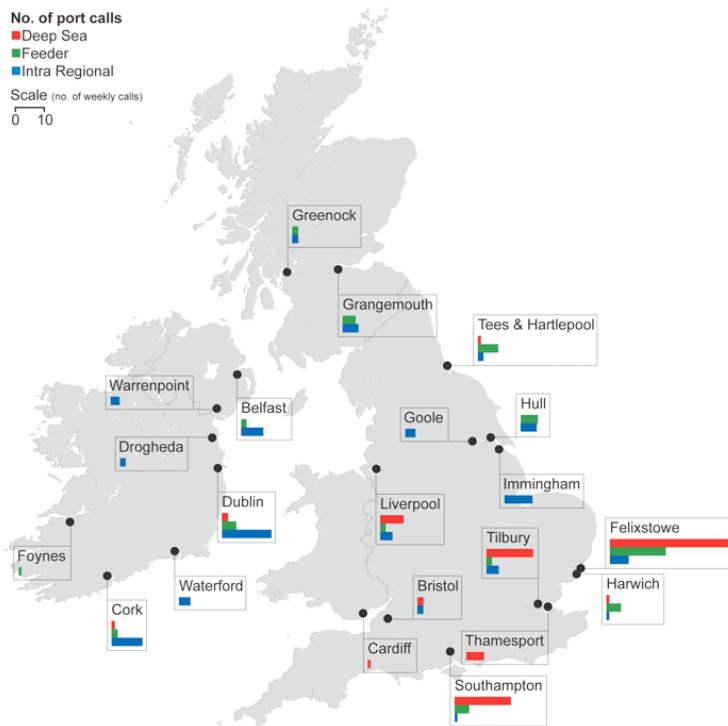 No. of port calls
Deep Sea
Feeder
Intra Regional
Scale (no. of weekly calls)
0 10
Greenock
Grangemouth
Tees & Hartlepool
Warrenpoint
Belfast
Hull
Goole
Drogheda
Immingham
Dublin
Liverpool
Tilbury
Felixstowe
Foynes
Waterford
Bristol
Harwich
Cork
Cardiff
Thamesport
Southampton